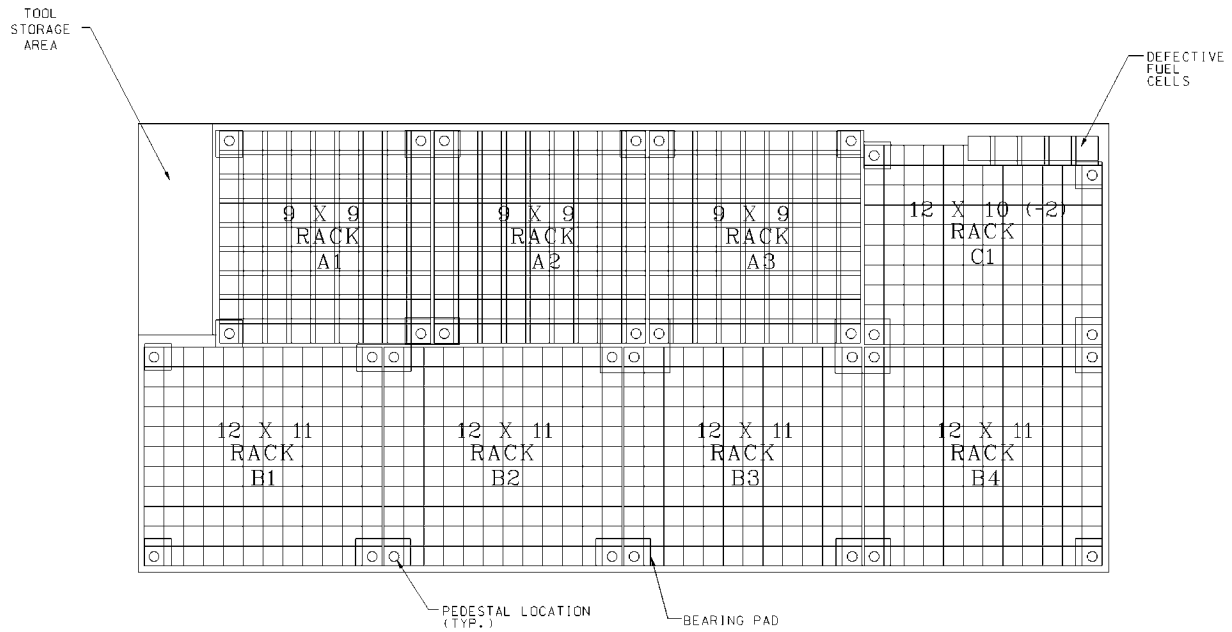 TOOL
STORAGE
AREA
DEFECTIVE
FUEL
CELLS
9 X 9
RACK
A1
9 X 9
RACK
A2
9 X 9
RACK
A3
12 X 10 (-2)
RACK
C1
12 X 11
RACK
B1
12 X 11
RACK
B2
12 X 11
RACK
B3
12 X 11
RACK
B4
PEDESTAL LOCATION
(TYP.)
BEARING PAD